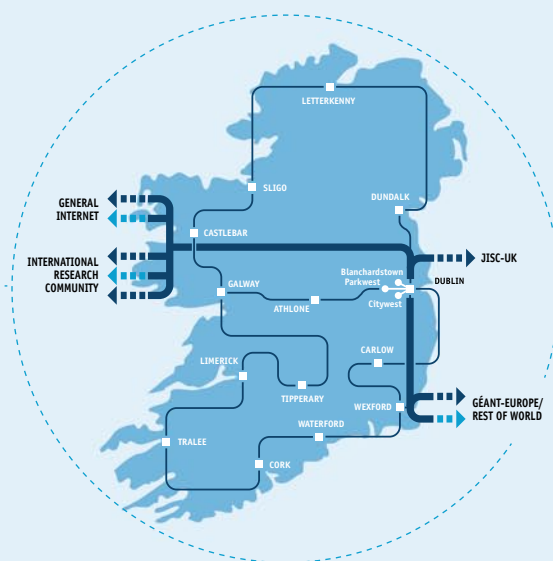 LETTERKENNY
SLIGO
DUNDALK
GENERAL
INTERNET
CASTLEBAR
INTERNATIONAL
RESEARCH
COMMUNITY
JISC-UK
Blanchardstown
Parkwest
DUBLIN
Citywest
GALWAY
ATHLONE
CARLOW
LIMERICK
TIPPERARY
WEXFORD
GÉANT-EUROPE/
REST OF WORLD
WATERFORD
TRALEE
CORK